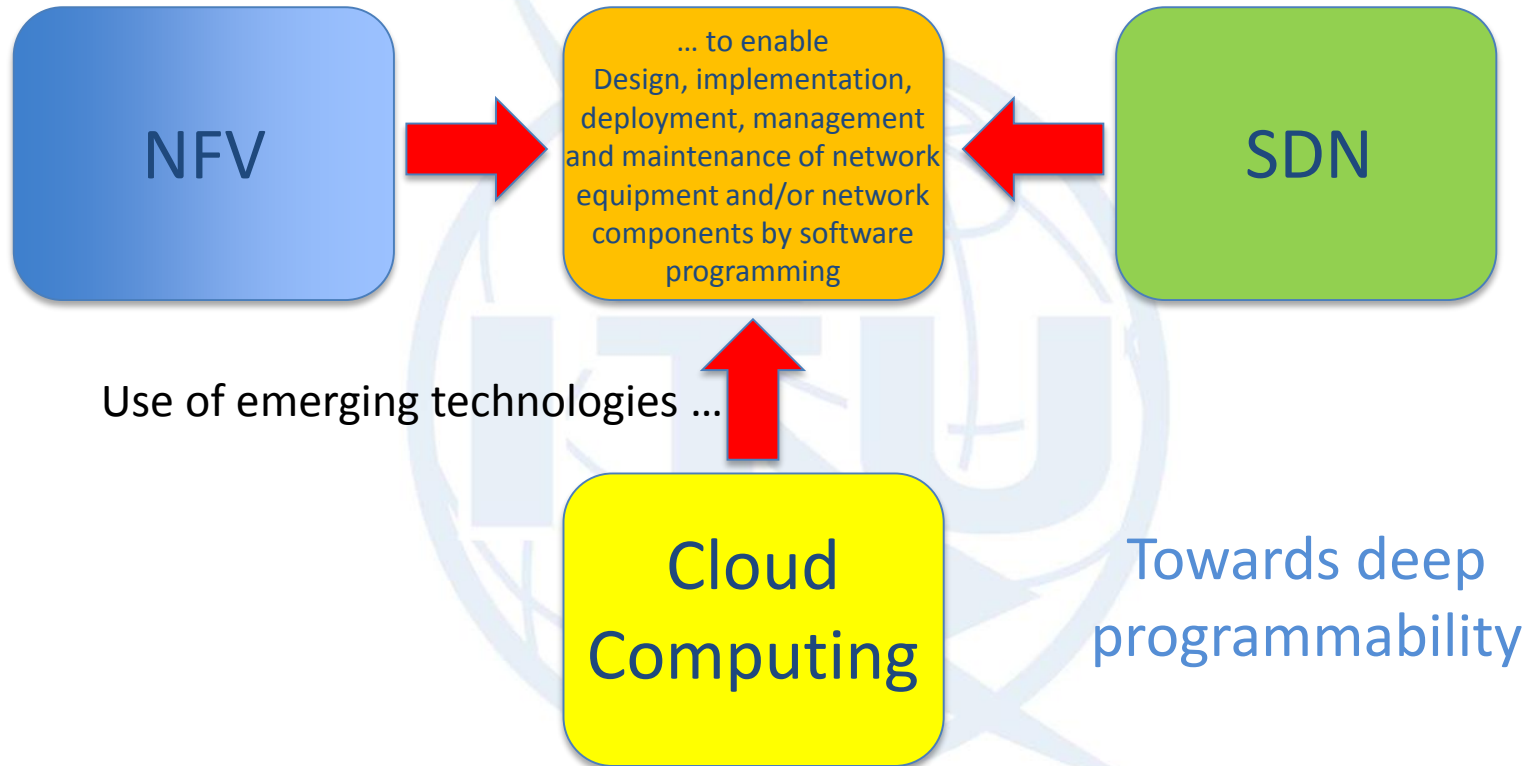 NFV
… to enable
Design, implementation,
deployment, management
and maintenance of network
equipment and/or network
components by software
programming
SDN
Use of emerging technologies …
ITU
Cloud
Computing
Towards deep
programmability